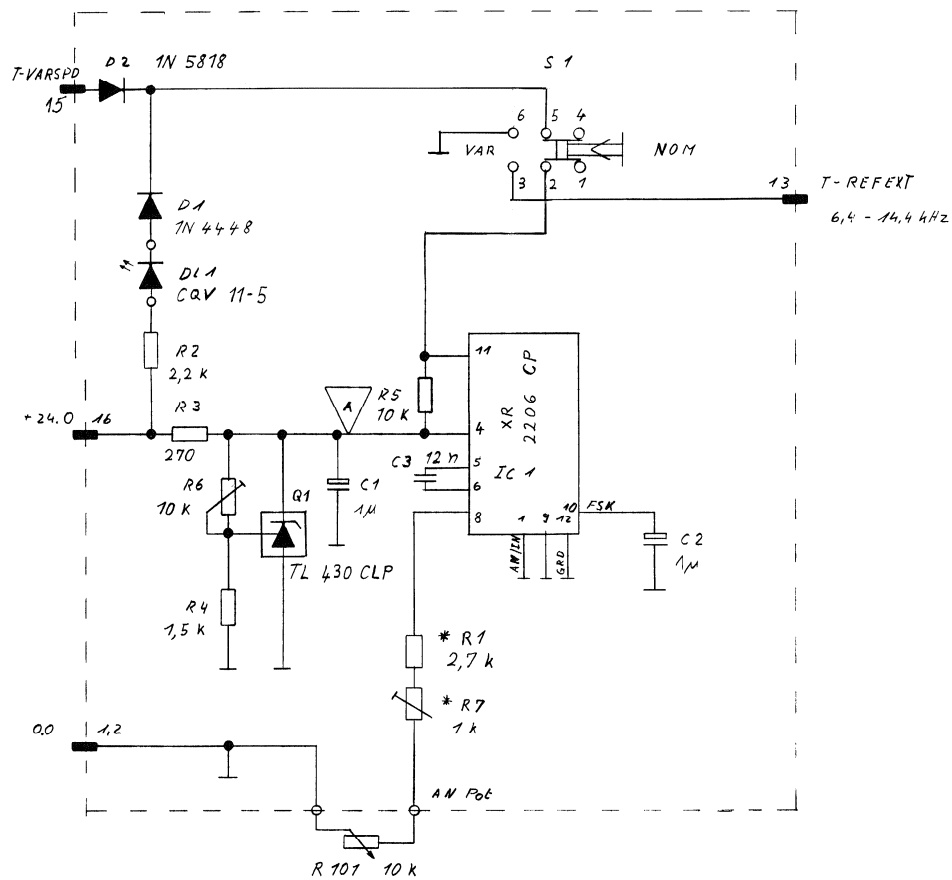 D2 1N 5818
S 1
T-VARSPD
15
6 5 4
VAR
NOM
3 2 1
13 T-REFEXT
6,4 - 14,4 kHz
D1
1N 4448
DL1
CQV 11-5
R2
2,2 K
11
XR
2206 CP
IC 1
R5
10 K
A
+24.0 16
R3
270
4
C3 12 n
5
6
8
R6
10 K
Q1
C1
1µ
10 FSK
1 9 12
AM/IN
GRD
C2
1µ
TL 430 CLP
R4
1,5 K
* R1
2,7 k
* R7
1 k
0.0 1,2
AN Pot
R 101 10 K